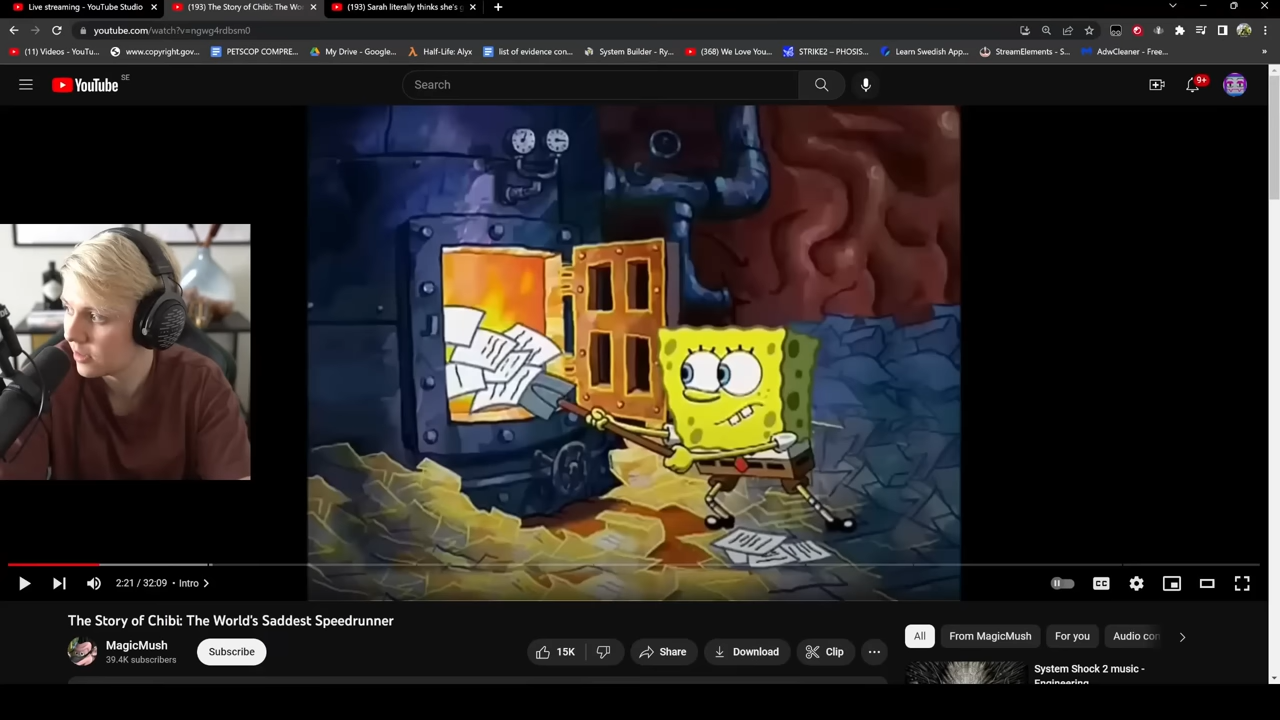 Live streaming - YouTube Studio
(193) The Story of Chibi: The Wor
(193) Sarah literally thinks she's g
youtube.com/watch?v=ngwg4rdbsm0
(11) Videos - YouTu...
www.copyright.gov...
PETSCOP COMPRE...
My Drive - Google...
Half-Life: Alyx
list of evidence con...
System Builder - Ry...
(368) We Love You...
STRIKE2 – PHOSIS...
Learn Swedish App...
StreamElements - S...
AdwCleaner - Free...
YouTube SE
Search
9+
2:21 / 32:09 • Intro
CC
The Story of Chibi: The World's Saddest Speedrunner
MagicMush
39.4K subscribers
Subscribe
15K
Share
Download
Clip
All
From MagicMush
For you
Audio con
System Shock 2 music -
Engineering